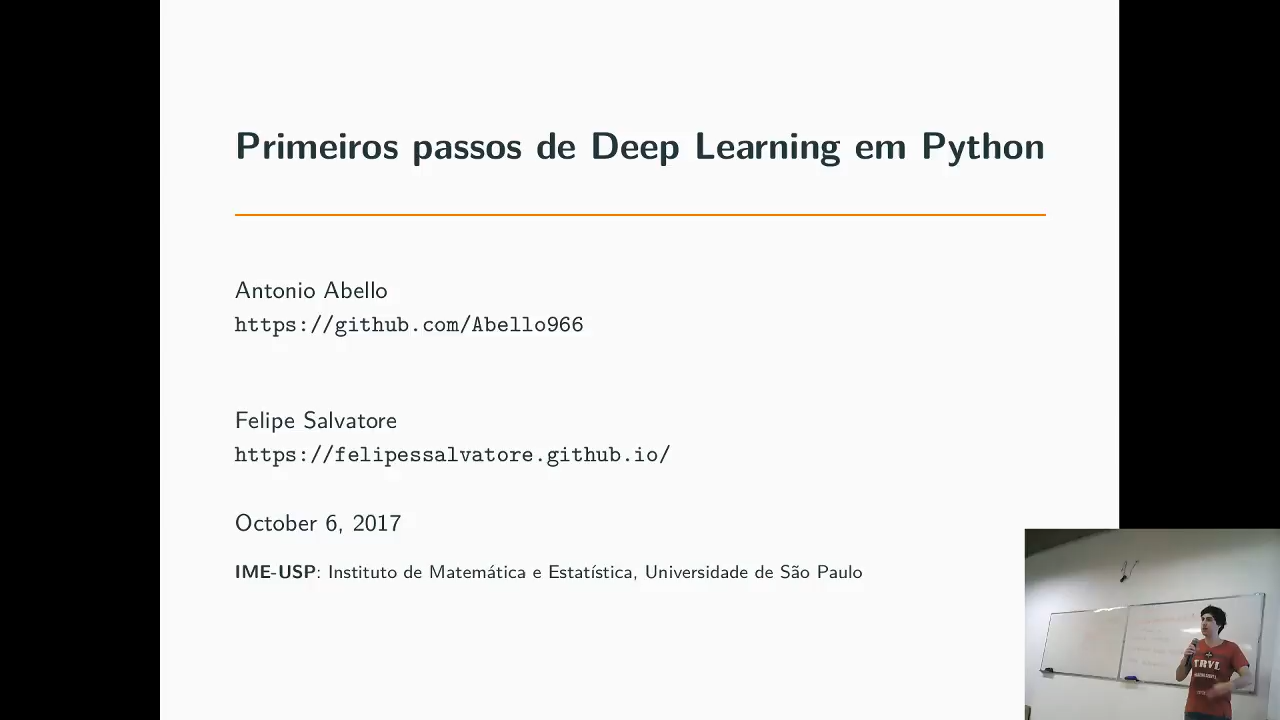 Primeiros passos de Deep Learning em Python
Antonio Abello
https://github.com/Abello966
Felipe Salvatore
https://felipessalvatore.github.io/
October 6, 2017
IME-USP: Instituto de Matemática e Estatística, Universidade de São Paulo